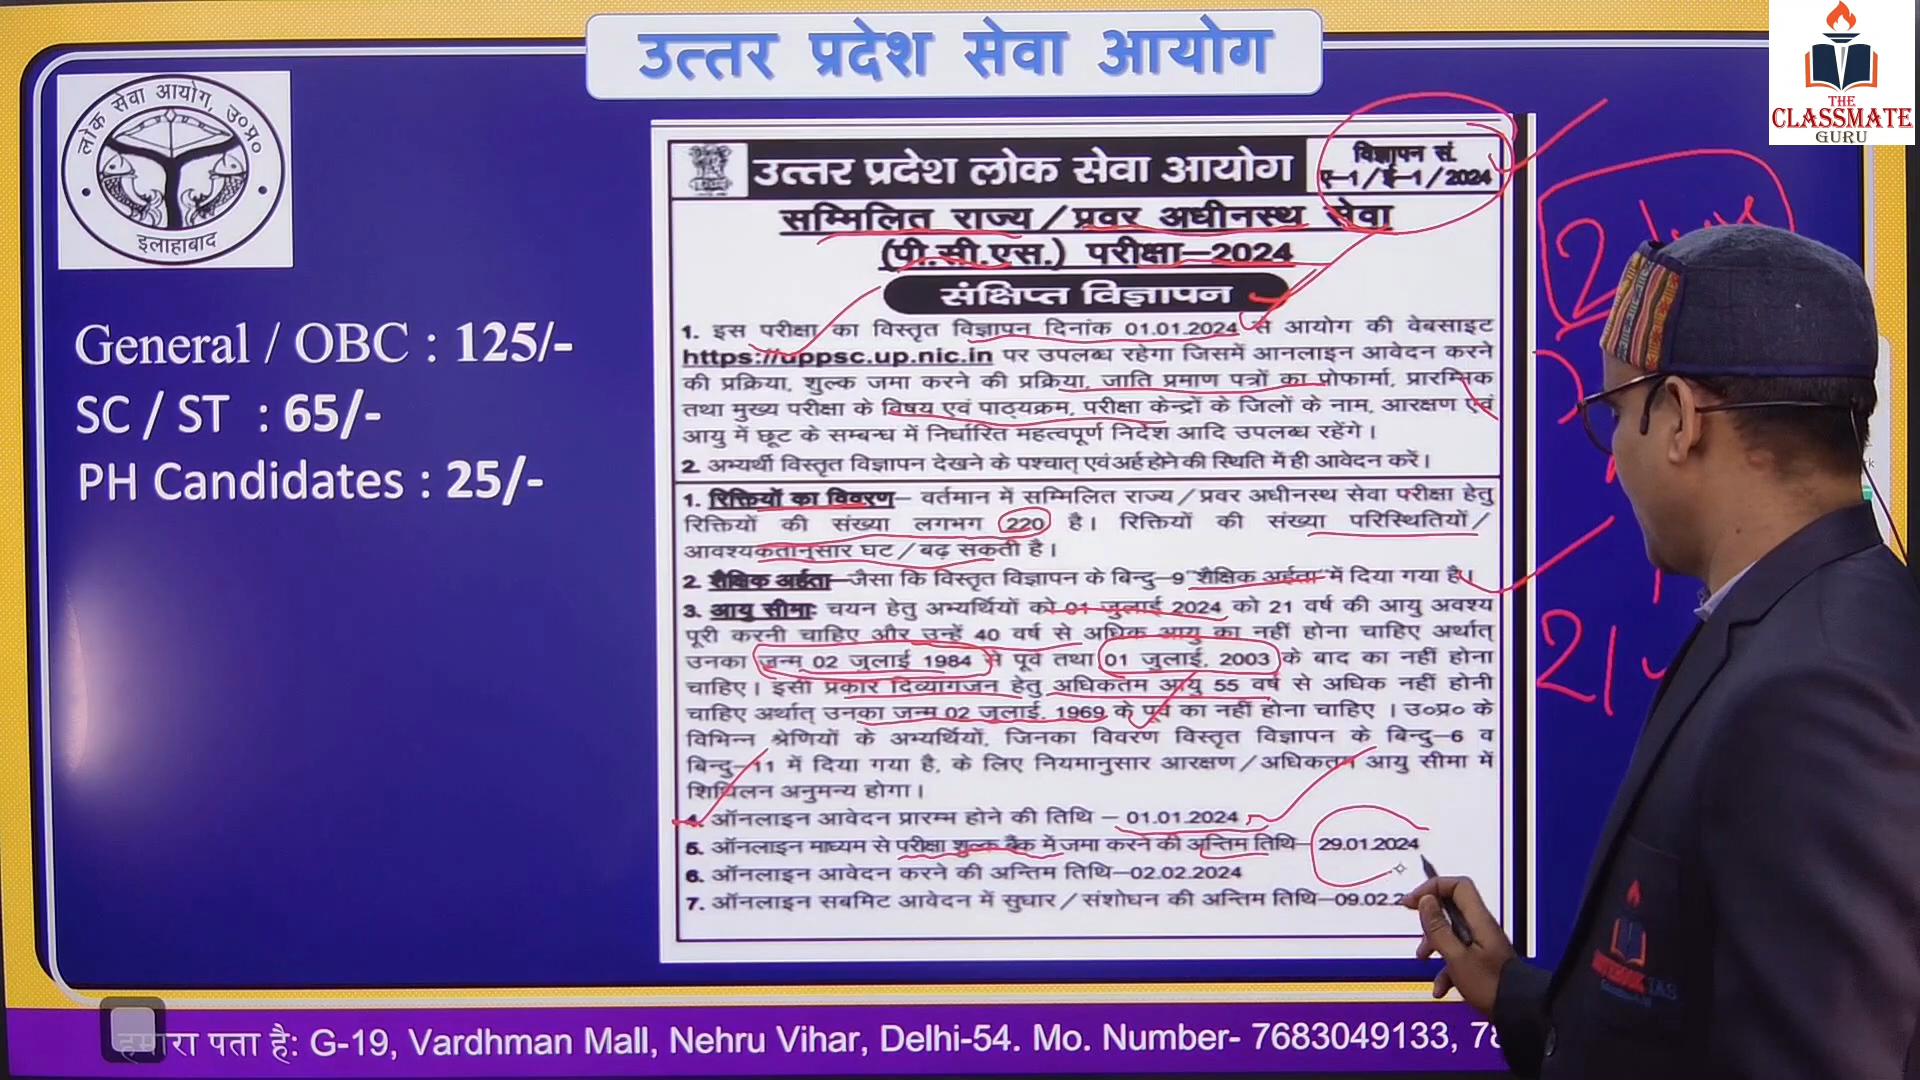 उत्तर प्रदेश सेवा आयोग
THE
CLASSMATE
GURU
लोक सेवा आयोग, उ०प्र०
इलाहाबाद
General / OBC : 125/-
SC / ST : 65/-
PH Candidates : 25/-
उत्तर प्रदेश लोक सेवा आयोग
विज्ञापन सं.
ए-1/ई-1/2024
सम्मिलित राज्य/प्रवर अधीनस्थ सेवा
(पी.सी.एस.) परीक्षा-2024
संक्षिप्त विज्ञापन
1. इस परीक्षा का विस्तृत विज्ञापन दिनांक 01.01.2024 से आयोग की वेबसाइट
https://uppsc.up.nic.in पर उपलब्ध रहेगा जिसमें आनलाइन आवेदन करने
की प्रक्रिया, शुल्क जमा करने की प्रक्रिया, जाति प्रमाण पत्रों का प्रोफार्मा, प्रारम्भिक
तथा मुख्य परीक्षा के विषय एवं पाठ्यक्रम, परीक्षा केन्द्रों के जिलों के नाम, आरक्षण एवं
आयु में छूट के सम्बन्ध में निर्धारित महत्वपूर्ण निर्देश आदि उपलब्ध रहेंगे।
2. अभ्यर्थी विस्तृत विज्ञापन देखने के पश्चात् एवं अर्ह होने की स्थिति में ही आवेदन करें।
1. रिक्तियों का विवरण– वर्तमान में सम्मिलित राज्य/प्रवर अधीनस्थ सेवा परीक्षा हेतु
रिक्तियों की संख्या लगभग 220 है। रिक्तियों की संख्या परिस्थितियों/
आवश्यकतानुसार घट/बढ़ सकती है।
2. शैक्षिक अर्हता–जैसा कि विस्तृत विज्ञापन के बिन्दु–9 "शैक्षिक अर्हता" में दिया गया है।
3. आयु सीमा: चयन हेतु अभ्यर्थियों को 01 जुलाई 2024 को 21 वर्ष की आयु अवश्य
पूरी करनी चाहिए और उन्हें 40 वर्ष से अधिक आयु का नहीं होना चाहिए अर्थात्
उनका जन्म 02 जुलाई 1984 से पूर्व तथा 01 जुलाई, 2003 के बाद का नहीं होना
चाहिए। इसी प्रकार दिव्यागजन हेतु अधिकतम आयु 55 वर्ष से अधिक नहीं होनी
चाहिए अर्थात् उनका जन्म 02 जुलाई, 1969 के पूर्व का नहीं होना चाहिए । उ०प्र० के
विभिन्न श्रेणियों के अभ्यर्थियों, जिनका विवरण विस्तृत विज्ञापन के बिन्दु–6 व
बिन्दु–11 में दिया गया है, के लिए नियमानुसार आरक्षण/अधिकतम आयु सीमा में
शिथिलन अनुमन्य होगा।
4. ऑनलाइन आवेदन प्रारम्भ होने की तिथि – 01.01.2024
5. ऑनलाइन माध्यम से परीक्षा शुल्क बैंक में जमा करने की अन्तिम तिथि– 29.01.2024
6. ऑनलाइन आवेदन करने की अन्तिम तिथि–02.02.2024
7. ऑनलाइन सबमिट आवेदन में सुधार/संशोधन की अन्तिम तिथि–09.02.2
2
21
हमारा पता है: G-19, Vardhman Mall, Nehru Vihar, Delhi-54. Mo. Number- 7683049133, 78